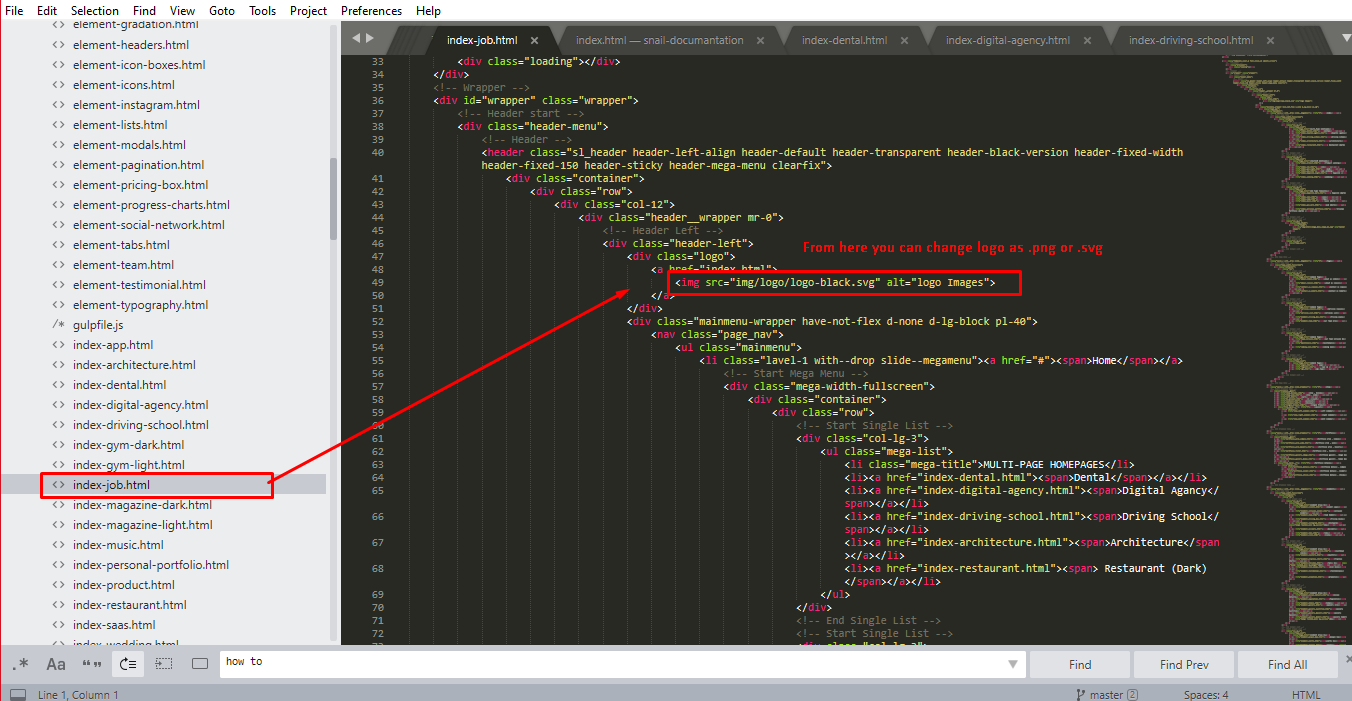 File Edit Selection Find View Goto Tools Project Preferences Help
<> element-gradation.html
<> element-headers.html
<> element-icon-boxes.html
<> element-icons.html
<> element-instagram.html
<> element-lists.html
<> element-modals.html
<> element-pagination.html
<> element-pricing-box.html
<> element-progress-charts.html
<> element-social-network.html
<> element-tabs.html
<> element-team.html
<> element-testimonial.html
<> element-typography.html
/* gulpfile.js
<> index-app.html
<> index-architecture.html
<> index-dental.html
<> index-digital-agency.html
<> index-driving-school.html
<> index-gym-dark.html
<> index-gym-light.html
<> index-job.html
<> index-magazine-dark.html
<> index-magazine-light.html
<> index-music.html
<> index-personal-portfolio.html
<> index-product.html
<> index-restaurant.html
<> index-saas.html
<> index-wedding.html
index-job.html × index.html — snail-documantation × index-dental.html × index-digital-agency.html × index-driving-school.html ×
33 <div class="loading"></div>
34 </div>
35 <!-- Wrapper -->
36 <div id="wrapper" class="wrapper">
37 <!-- Header start -->
38 <div class="header-menu">
39 <!-- Header -->
40 <header class="sl_header header-left-align header-default header-transparent header-black-version header-fixed-width
header-fixed-150 header-sticky header-mega-menu clearfix">
41 <div class="container">
42 <div class="row">
43 <div class="col-12">
44 <div class="header__wrapper mr-0">
45 <!-- Header Left -->
46 <div class="header-left">
From here you can change logo as .png or .svg
47 <div class="logo">
48 <a href="index.html">
49 <img src="img/logo/logo-black.svg" alt="logo Images">
50 </a>
51 </div>
52 <div class="mainmenu-wrapper have-not-flex d-none d-lg-block pl-40">
53 <nav class="page_nav">
54 <ul class="mainmenu">
55 <li class="lavel-1 with--drop slide--megamenu"><a href="#"><span>Home</span></a>
56 <!-- Start Mega Menu -->
57 <div class="mega-width-fullscreen">
58 <div class="container">
59 <div class="row">
60 <!-- Start Single List -->
61 <div class="col-lg-3">
62 <ul class="mega-list">
63 <li class="mega-title">MULTI-PAGE HOMEPAGES</li>
64 <li><a href="index-dental.html"><span>Dental</span></a></li>
65 <li><a href="index-digital-agency.html"><span>Digital Agancy</
span></a></li>
66 <li><a href="index-driving-school.html"><span>Driving School</
span></a></li>
67 <li><a href="index-architecture.html"><span>Architecture</span
></a></li>
68 <li><a href="index-restaurant.html"><span> Restaurant (Dark)
</span></a></li>
69 </ul>
70 </div>
71 <!-- End Single List -->
72 <!-- Start Single List -->
.* Aa “” how to Find Find Prev Find All
Line 1, Column 1 master 2 Spaces: 4 HTML